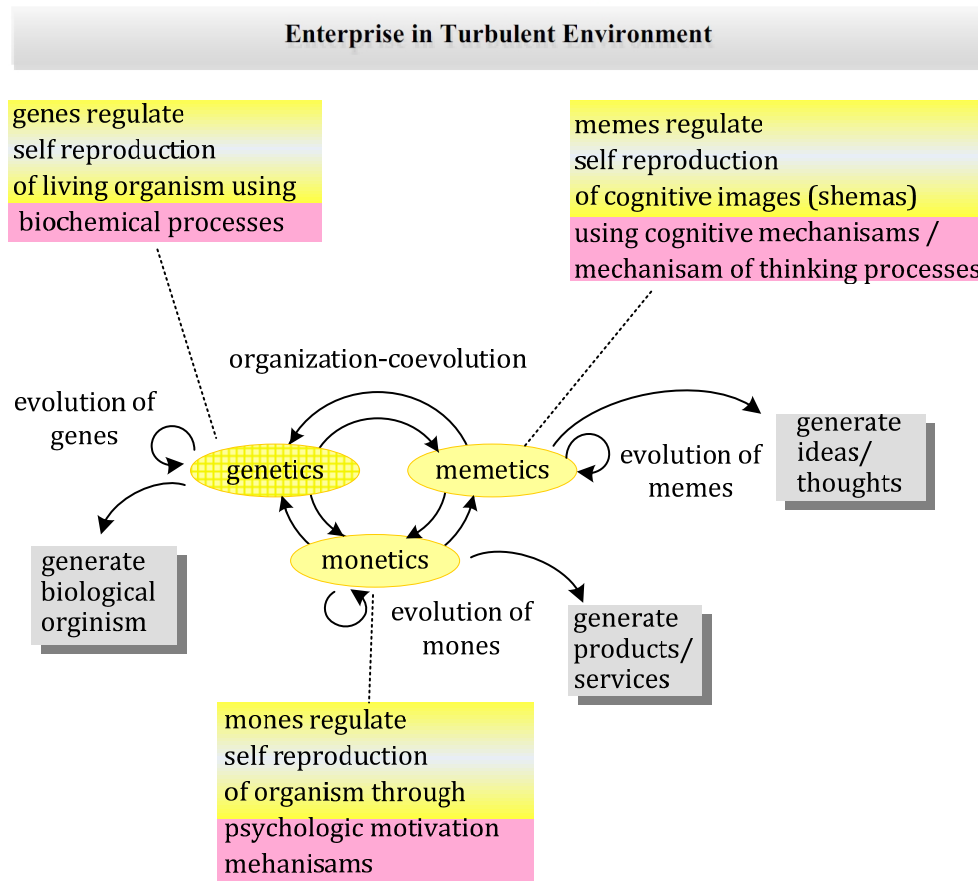 Enterprise in Turbulent Environment
genes regulate
self reproduction
of living organism using
biochemical processes
memes regulate
self reproduction
of cognitive images (shemas)
using cognitive mechanisams /
mechanisam of thinking processes
organization-coevolution
evolution of
genes
genetics
memetics
evolution of
memes
generate
ideas/
thoughts
monetics
generate
biological
orginism
evolution of
mones
generate
products/
services
mones regulate
self reproduction
of organism through
psychologic motivation
mehanisams